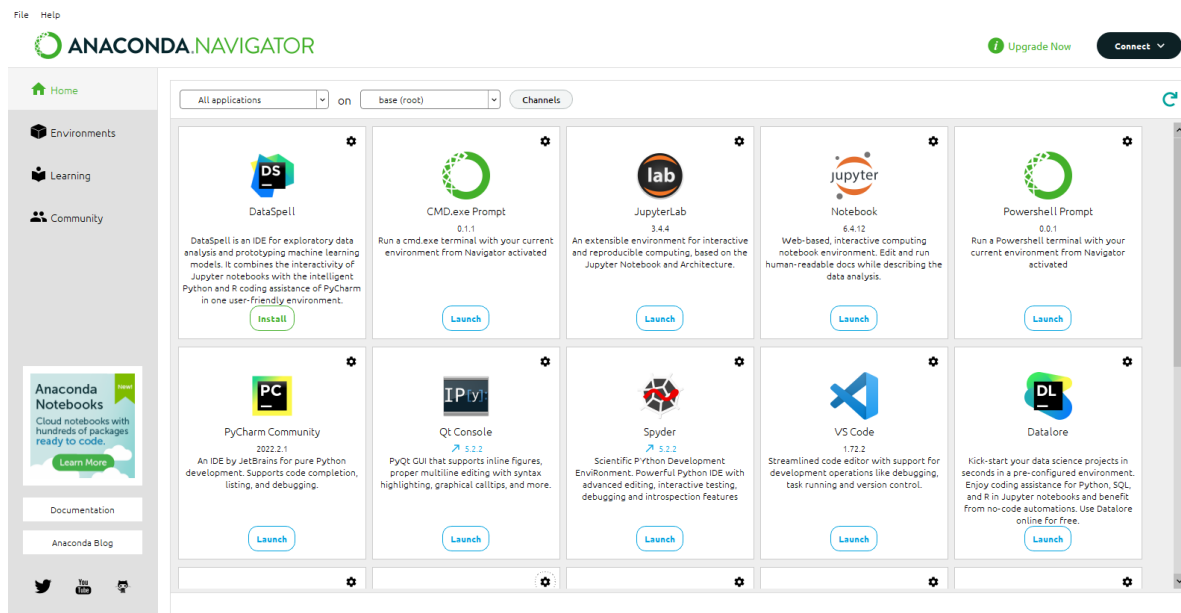 File Help
ANACONDA.NAVIGATOR
i Upgrade Now
Connect
Home
Environments
Learning
Community
All applications on base (root) Channels
DS
DataSpell
DataSpell is an IDE for exploratory data
analysis and prototyping machine learning
models. It combines the interactivity of
Jupyter notebooks with the intelligent
Python and R coding assistance of PyCharm
in one user-friendly environment.
Install
CMD.exe Prompt
0.1.1
Run a cmd.exe terminal with your current
environment from Navigator activated
Launch
lab
JupyterLab
3.4.4
An extensible environment for interactive
and reproducible computing, based on the
Jupyter Notebook and Architecture.
Launch
jupyter
Notebook
6.4.12
Web-based, interactive computing
notebook environment. Edit and run
human-readable docs while describing the
data analysis.
Launch
Powershell Prompt
0.0.1
Run a Powershell terminal with your
current environment from Navigator
activated
Launch
PC
PyCharm Community
2022.2.1
An IDE by JetBrains for pure Python
development. Supports code completion,
listing, and debugging.
Launch
IP[y]:
Qt Console
5.2.2
PyQt GUI that supports inline figures,
proper multiline editing with syntax
highlighting, graphical calltips, and more.
Launch
Spyder
5.2.2
Scientific PYthon Development
EnviRonment. Powerful Python IDE with
advanced editing, interactive testing,
debugging and introspection features
Launch
VS Code
1.72.2
Streamlined code editor with support for
development operations like debugging,
task running and version control.
Launch
DL
Datalore
Kick-start your data science projects in
seconds in a pre-configured environment.
Enjoy coding assistance for Python, SQL,
and R in Jupyter notebooks and benefit
from no-code automations. Use Datalore
online for free.
Launch
Anaconda
Notebooks
New!
Cloud notebooks with
hundreds of packages
ready to code.
Learn More
Documentation
Anaconda Blog
You
Tube